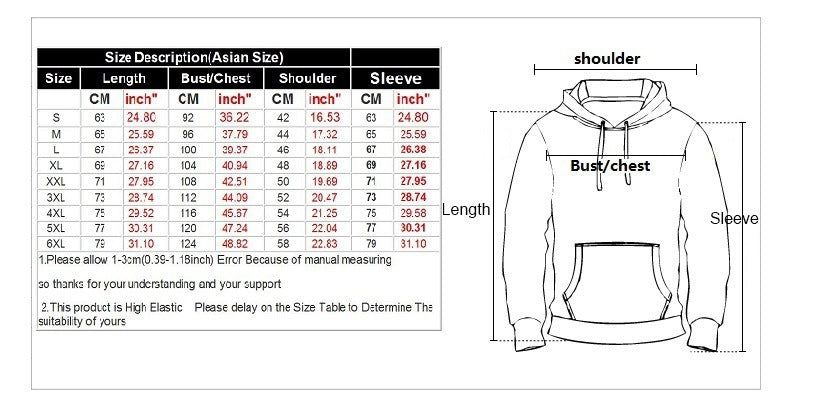 Size Description(Asian Size)
Size Length Bust/Chest Shoulder Sleeve
CM inch" CM inch" CM inch" CM inch"
S 63 24.80 92 36.22 42 16.53 63 24.80
M 65 25.59 96 37.79 44 17.32 65 25.59
L 67 26.37 100 39.37 46 18.11 67 26.38
XL 69 27.16 104 40.94 48 18.89 69 27.16
XXL 71 27.95 108 42.51 50 19.69 71 27.95
3XL 73 28.74 112 44.09 52 20.47 73 28.74
4XL 75 29.52 116 45.67 54 21.25 75 29.58
5XL 77 30.31 120 47.24 56 22.04 77 30.31
6XL 79 31.10 124 48.82 58 22.83 79 31.10
1.Please allow 1-3cm(0.39-1.18inch) Error Because of manual measuring
so thanks for your understanding and your support
2.This product is High Elastic Please delay on the Size Table to Determine The
suitability of yours
shoulder
Bust/chest
Length
Sleeve